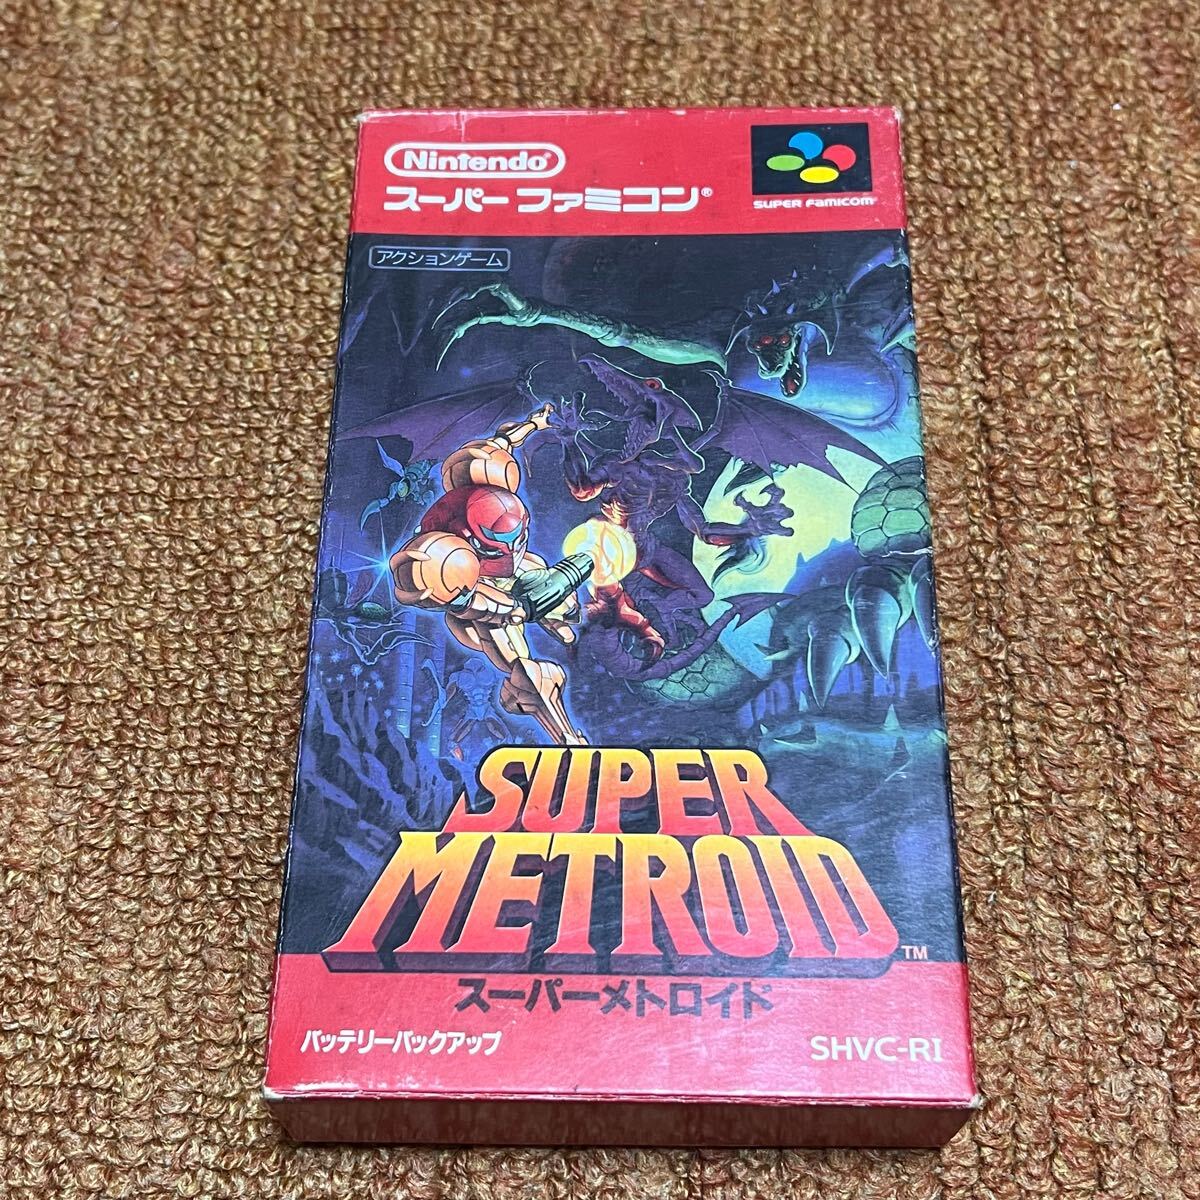 Nintendo®
スーパーファミコン®
SUPER FAMICOM®
アクションゲーム
SUPER
METROID™
スーパーメトロイド
バッテリーバックアップ
SHVC-RI